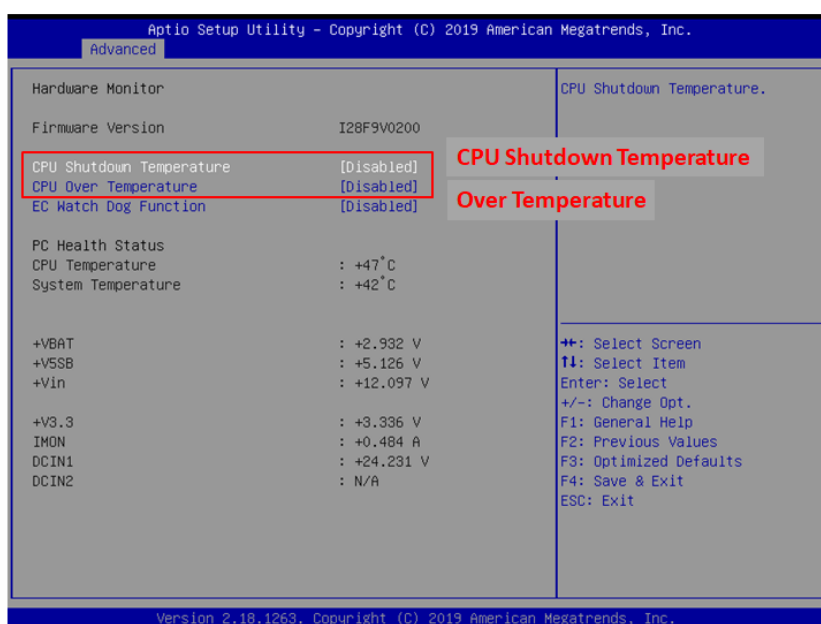 Aptio Setup Utility – Copyright (C) 2019 American Megatrends, Inc.
Advanced
Hardware Monitor
CPU Shutdown Temperature.
Firmware Version I28F9V0200
CPU Shutdown Temperature [Disabled]
CPU Shutdown Temperature
CPU Over Temperature [Disabled]
Over Temperature
EC Watch Dog Function [Disabled]
PC Health Status
CPU Temperature : +47°C
System Temperature : +42°C
+VBAT : +2.932 V
+V5SB : +5.126 V
+Vin : +12.097 V
+V3.3 : +3.336 V
IMON : +0.484 A
DCIN1 : +24.231 V
DCIN2 : N/A
→←: Select Screen
↑↓: Select Item
Enter: Select
+/-: Change Opt.
F1: General Help
F2: Previous Values
F3: Optimized Defaults
F4: Save & Exit
ESC: Exit
Version 2.18.1263. Copyright (C) 2019 American Megatrends, Inc.